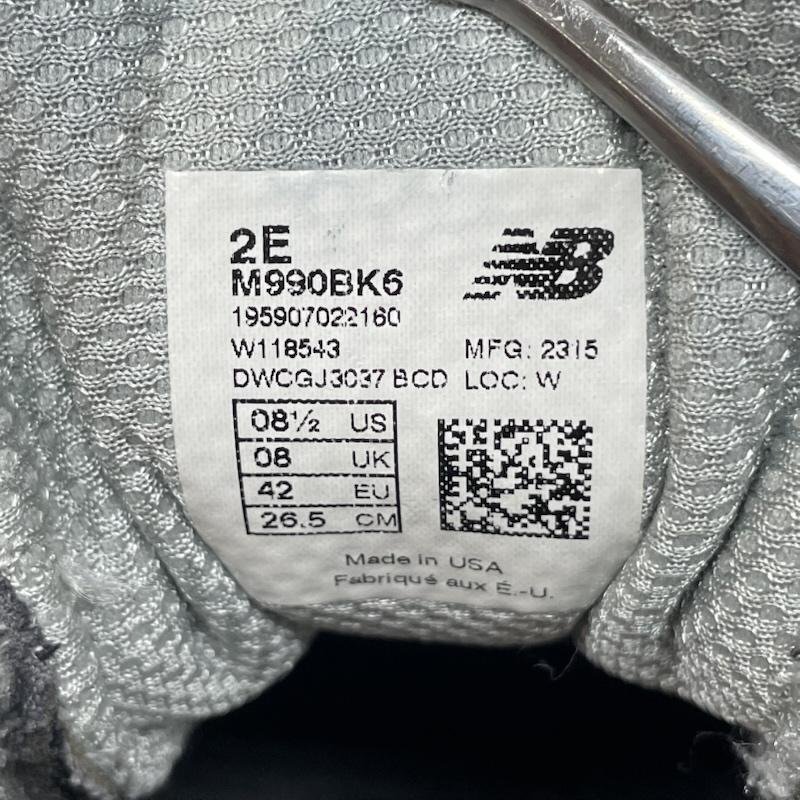 2E
M990BK6
NB
195907022160
W118543 MFG: 2315
DWCGJ3037 BCD LOC: W
08½ US
08 UK
42 EU
26.5 CM
Made in USA
Fabriqué aux É.-U.